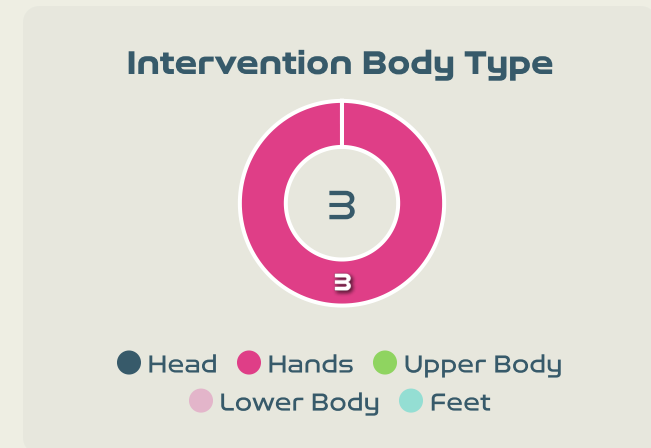 Intervention Body Type
3
3
Head Hands Upper Body
Lower Body Feet